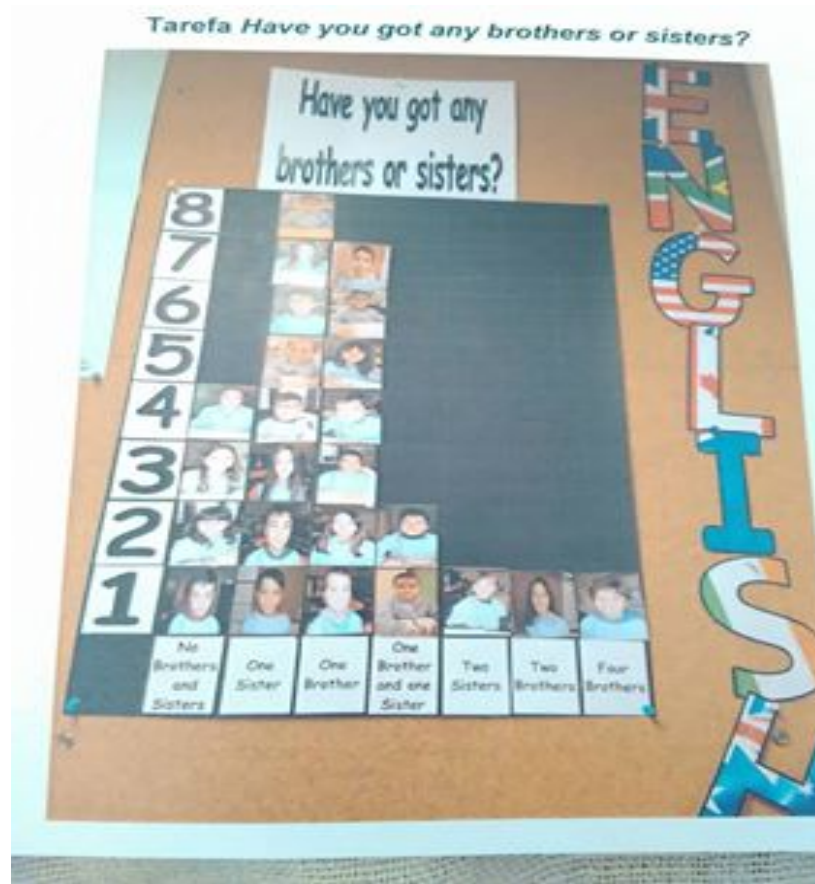 Tarefa Have you got any brothers or sisters?
Have you got any
brothers or sisters?
ENGLISH
8
7
6
5
4
3
2
1
No
Brothers
and
Sisters
One
Sister
One
Brother
One
Brother
and one
Sister
Two
Sisters
Two
Brothers
Four
Brothers